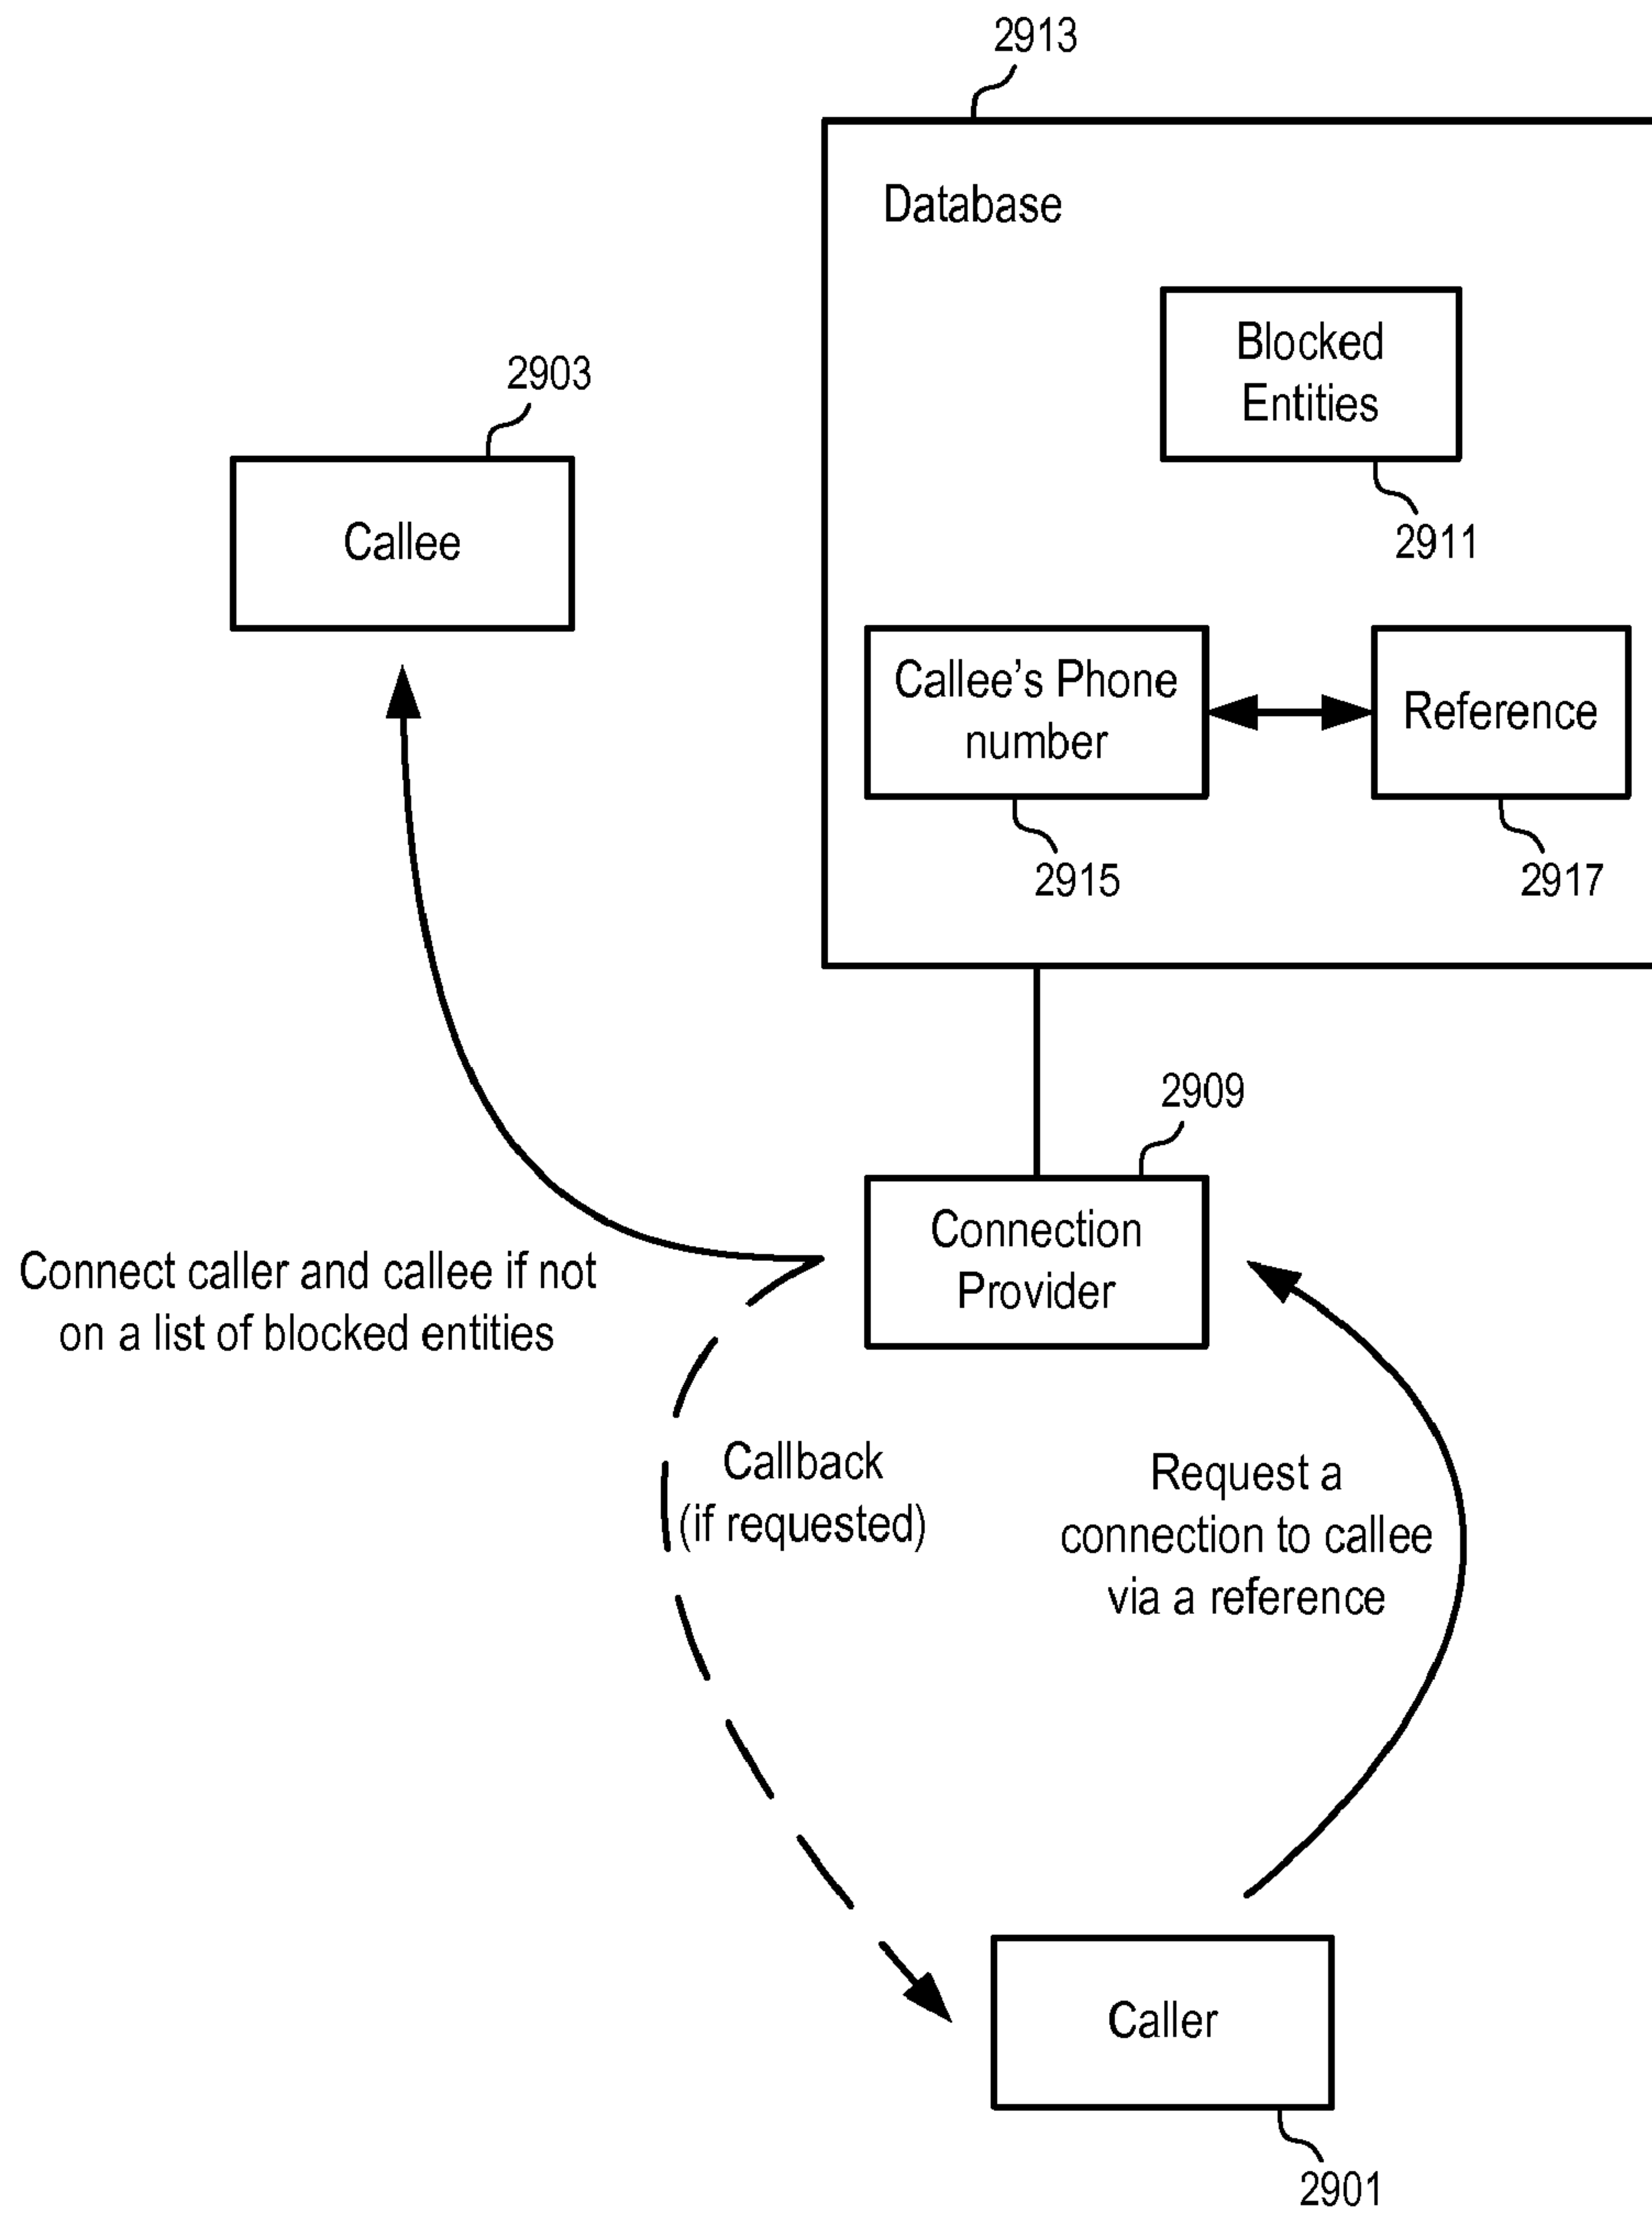 2913
Database
Blocked
Entities
2911
2903
Callee
Callee's Phone
number
2915
Reference
2917
2909
Connection
Provider
Connect caller and callee if not
on a list of blocked entities
Callback
(if requested)
Request a
connection to callee
via a reference
Caller
2901